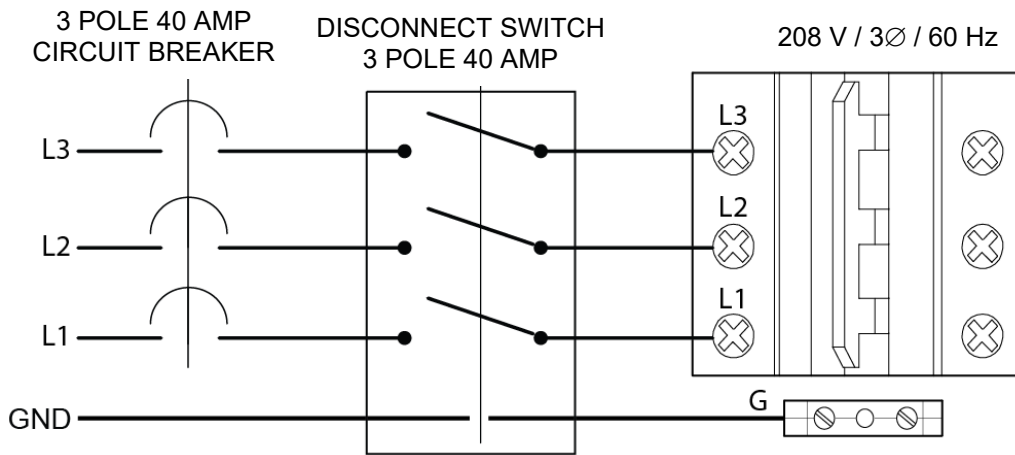 3 POLE 40 AMP
CIRCUIT BREAKER
DISCONNECT SWITCH
3 POLE 40 AMP
208 V / 3∅ / 60 Hz
L3
L3
L2
L2
L1
L1
GND
G